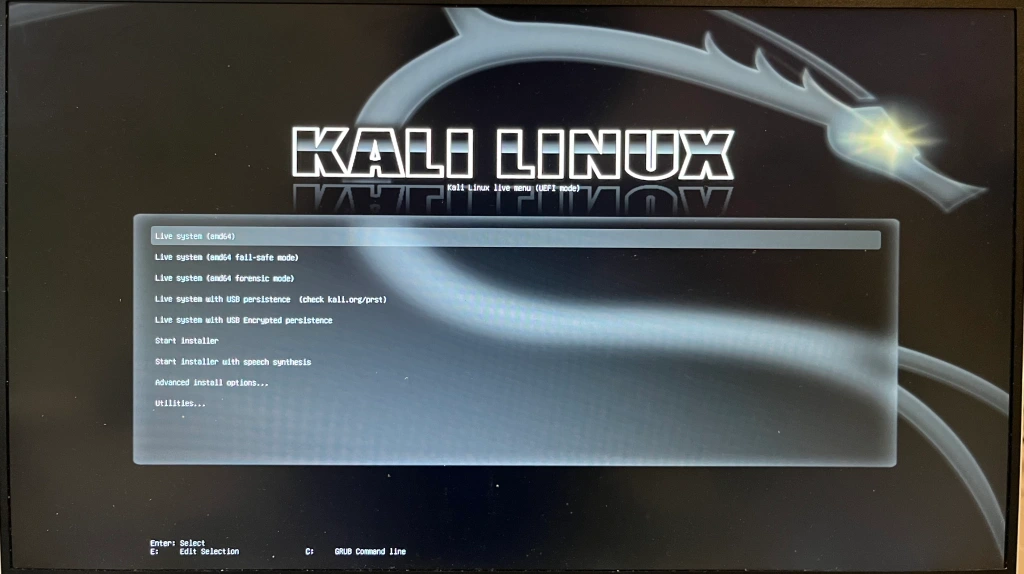 KALI LINUX
Kali Linux live menu (UEFI mode)
Live system (amd64)
Live system (amd64 fail-safe mode)
Live system (amd64 forensic mode)
Live system with USB persistence (check kali.org/prst)
Live system with USB Encrypted persistence
Start installer
Start installer with speech synthesis
Advanced install options...
Utilities...
Enter: Select
E: Edit Selection C: GRUB Command line